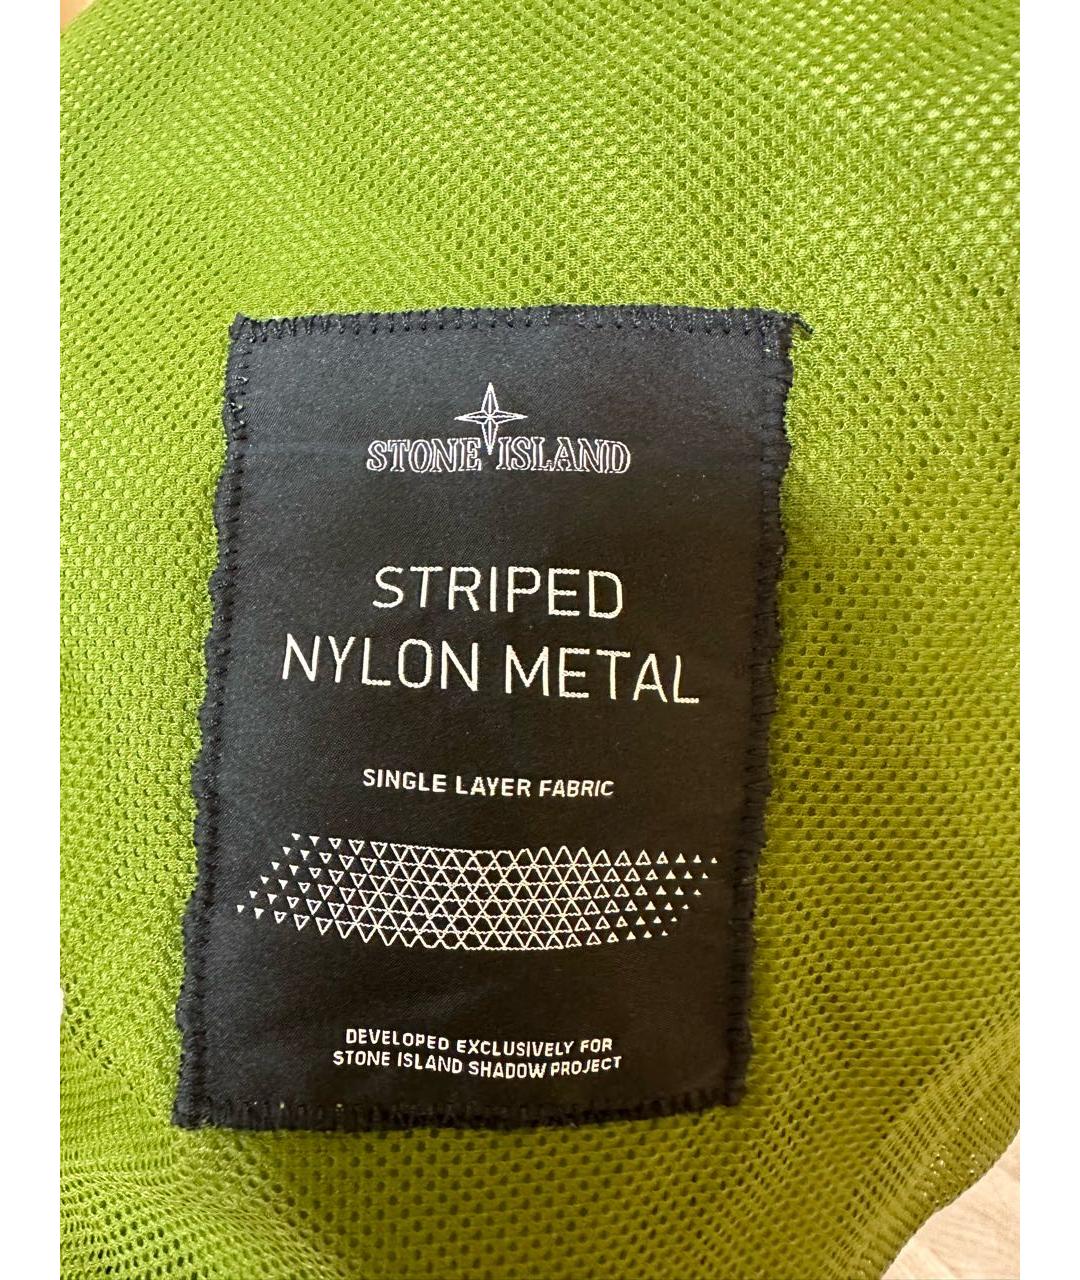 STONE ISLAND
STRIPED
NYLON METAL
SINGLE LAYER FABRIC
DEVELOPED EXCLUSIVELY FOR
STONE ISLAND SHADOW PROJECT